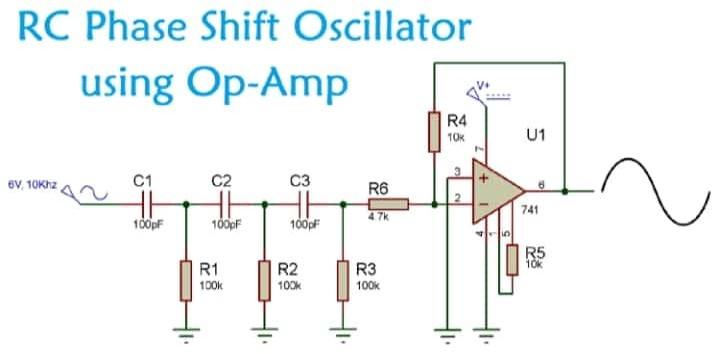 RC Phase Shift Oscillator
using Op-Amp
V+
R4
10k
U1
7
6V, 10Khz
C1
C2
C3
R6
3
+
6
100pF
100pF
100pF
4.7k
2
741
4
1
5
R1
100k
R2
100k
R3
100k
R5
10k